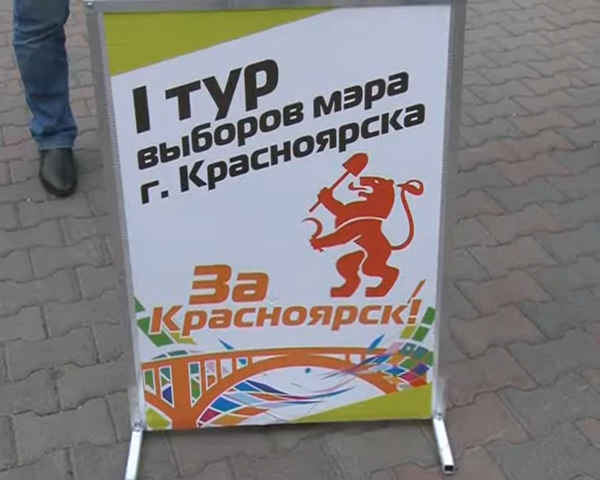 I тур
выборов мэра
г. Красноярска
За
Красноярск!